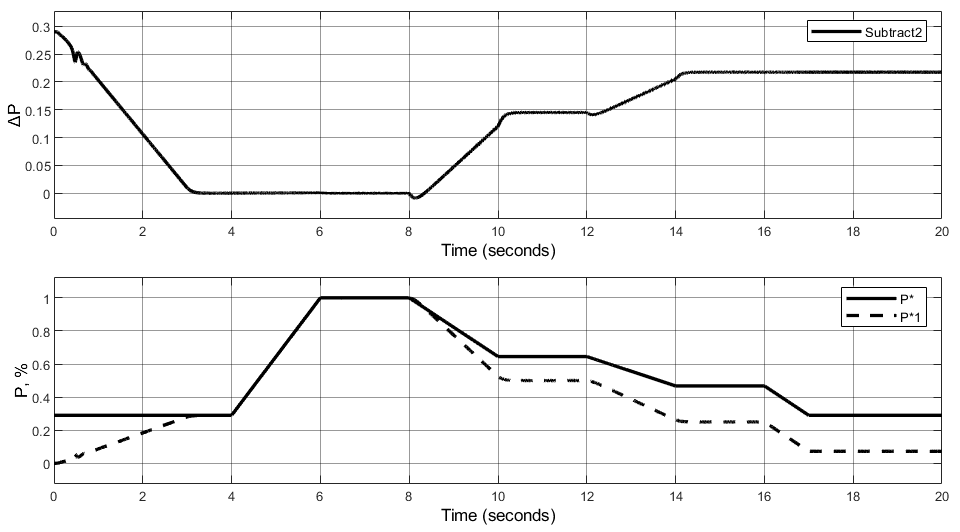 0.3
0.25
0.2
0.15
0.1
0.05
0
ΔP
Subtract2
0 2 4 6 8 10 12 14 16 18 20
Time (seconds)
1
0.8
0.6
0.4
0.2
0
P, %
P*
P*1
0 2 4 6 8 10 12 14 16 18 20
Time (seconds)